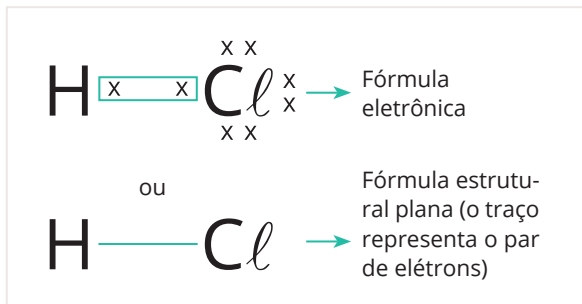 x x
H x x Cℓ x
x
x x
Fórmula
eletrônica
ou
H Cℓ
Fórmula estrutu-
ral plana (o traço
representa o par
de elétrons)